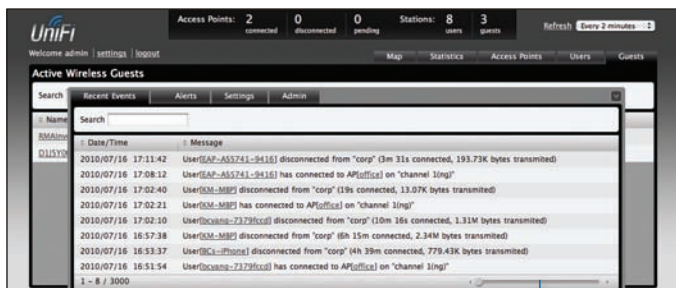 UniFi
Access Points: 2 connected 0 disconnected 0 pending Stations: 8 users 3 guests
Refresh Every 2 minutes
Welcome admin settings logout
Map Statistics Access Points Users Guests
Active Wireless Guests
Search
Recent Events Alerts Settings Admin
Name
Search
Date/Time Message
2010/07/16 17:11:42 User[EAP-AS5741-9416] disconnected from "corp" (3m 31s connected, 193.73K bytes transmited)
2010/07/16 17:08:12 User[EAP-AS5741-9416] has connected to AP[office] on "channel 1(ng)"
2010/07/16 17:02:40 User[KM-MBP] disconnected from "corp" (19s connected, 13.07K bytes transmited)
2010/07/16 17:02:21 User[KM-MBP] has connected to AP[office] on "channel 1(ng)"
2010/07/16 17:02:10 User[bcyang-7379fccd] disconnected from "corp" (10m 16s connected, 1.31M bytes transmited)
2010/07/16 16:57:38 User[KM-MBP] disconnected from "corp" (6h 15m connected, 2.34M bytes transmited)
2010/07/16 16:53:37 User[BCs-iPhone] disconnected from "corp" (4h 39m connected, 779.43K bytes transmited)
2010/07/16 16:51:54 User[bcyang-7379fccd] has connected to AP[office] on "channel 1(ng)"
1 - 8 / 3000